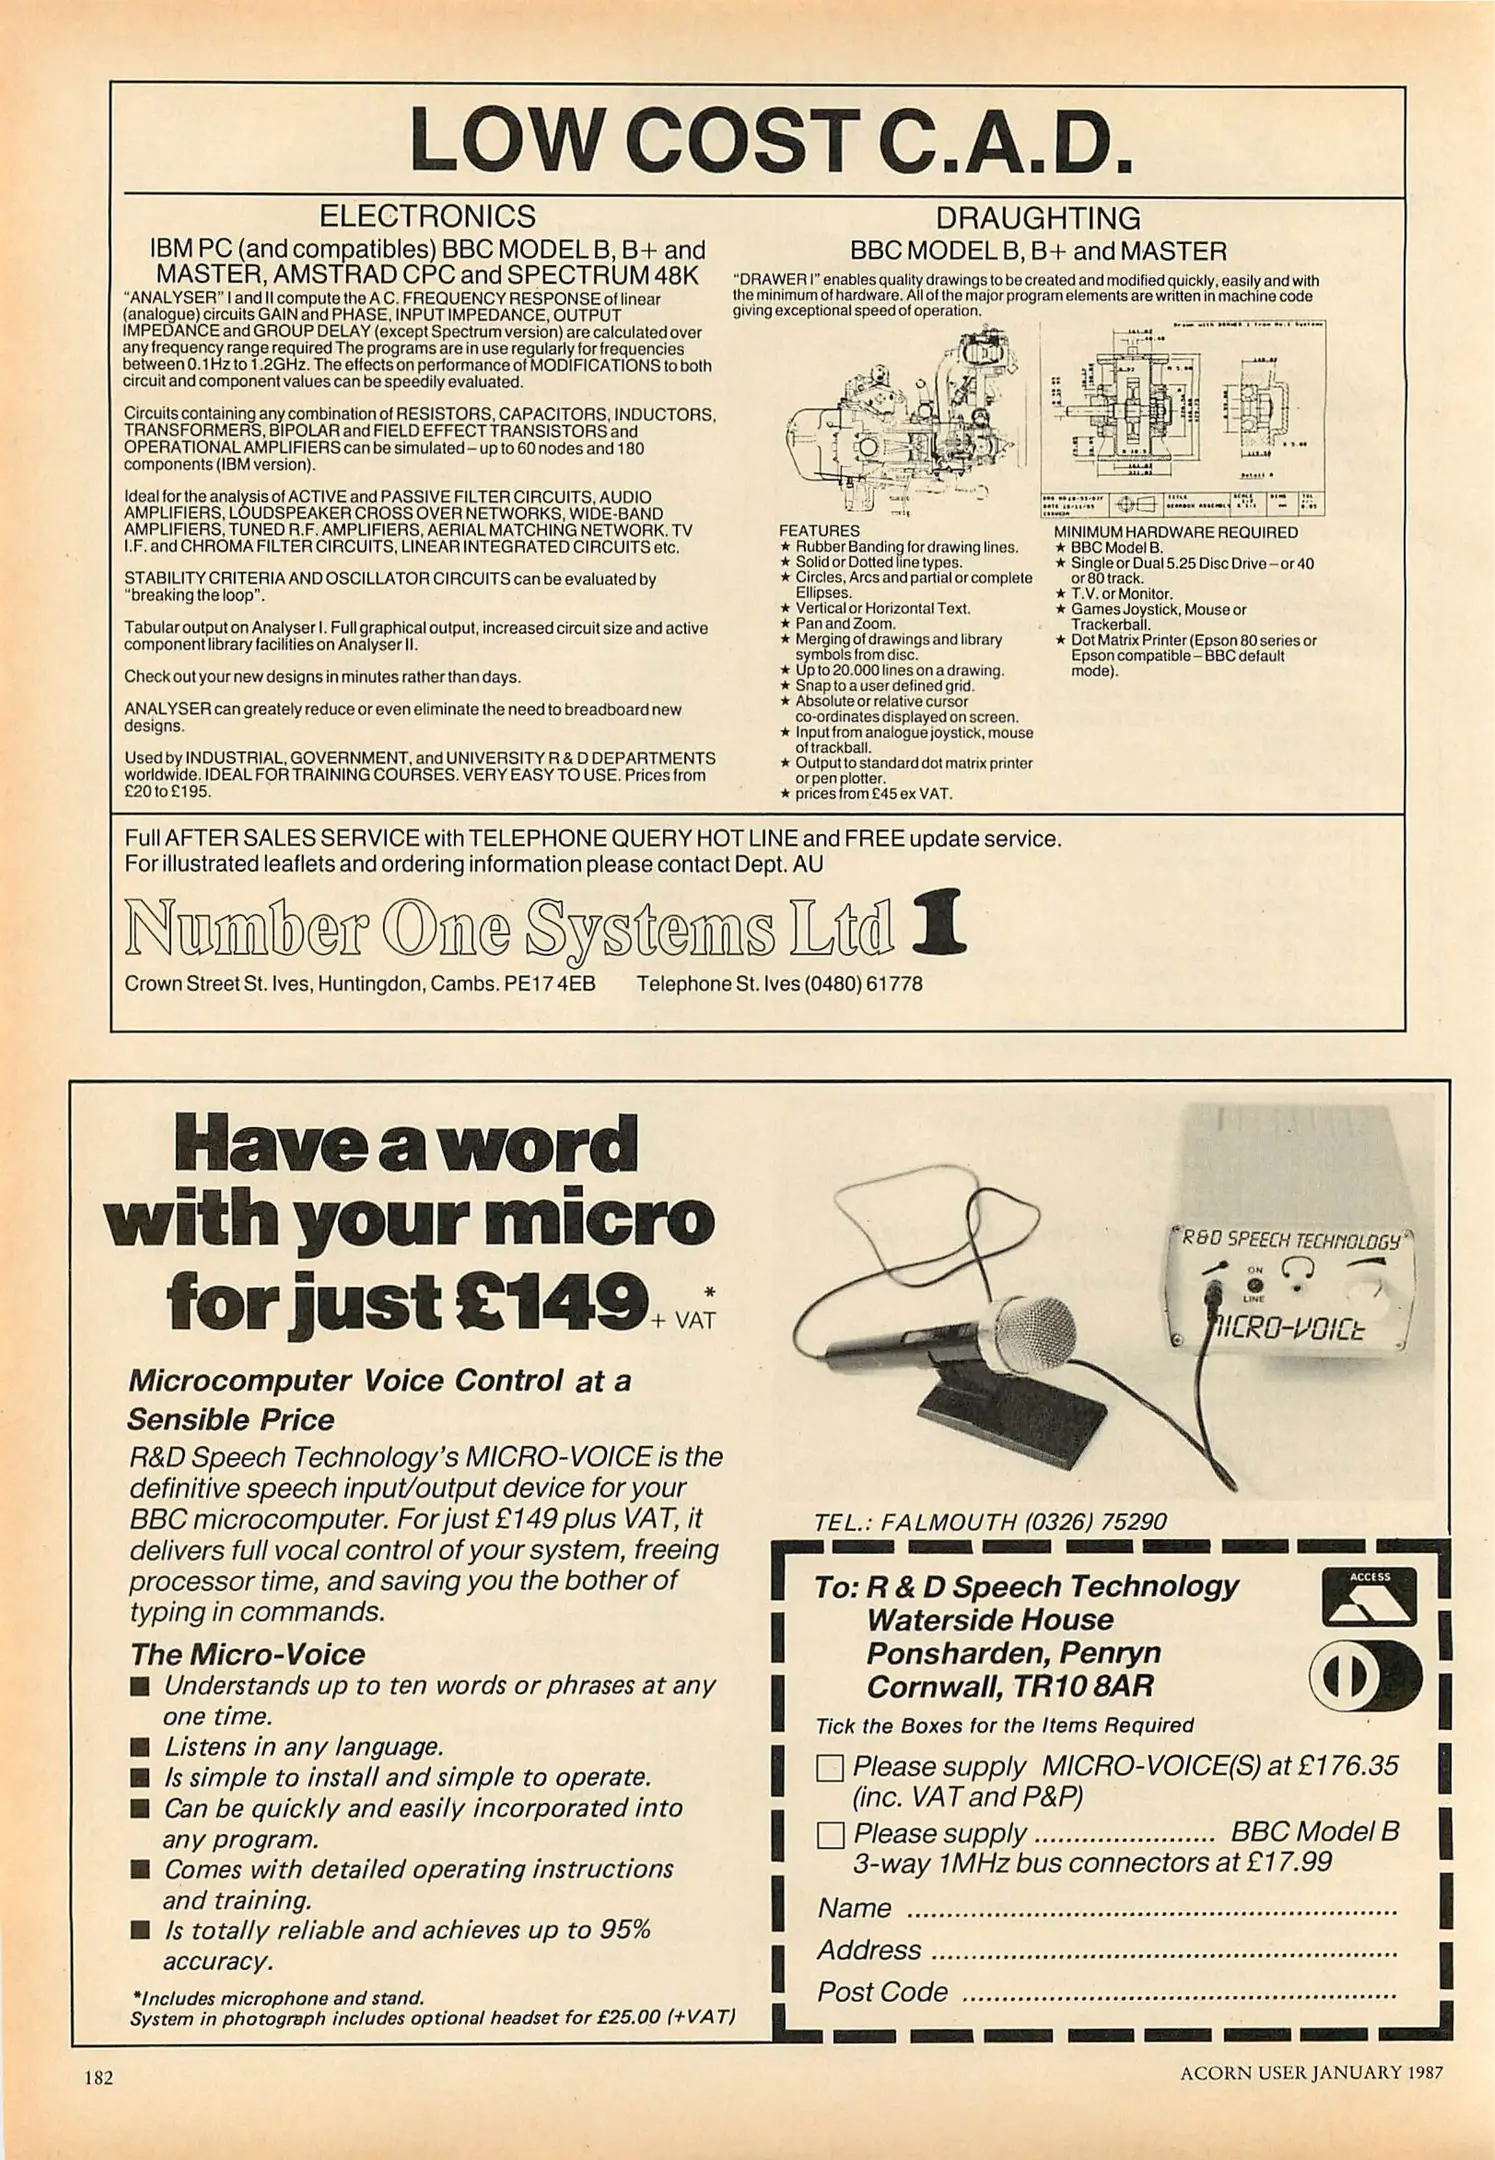 LOW COST C.A.D.
ELECTRONICS
IBM PC (and compatibles) BBC MODEL B, B+ and
MASTER, AMSTRAD CPC and SPECTRUM 48K
"ANALYSER" I and II compute the A C. FREQUENCY RESPONSE of linear
(analogue) circuits GAIN and PHASE, INPUT IMPEDANCE, OUTPUT
IMPEDANCE and GROUP DELAY (except Spectrum version) are calculated over
any frequency range required The programs are in use regularly for frequencies
between 0.1Hz to 1.2GHz. The effects on performance of MODIFICATIONS to both
circuit and component values can be speedily evaluated.
Circuits containing any combination of RESISTORS, CAPACITORS, INDUCTORS,
TRANSFORMERS, BIPOLAR and FIELD EFFECT TRANSISTORS and
OPERATIONAL AMPLIFIERS can be simulated – up to 60 nodes and 180
components (IBM version).
Ideal for the analysis of ACTIVE and PASSIVE FILTER CIRCUITS, AUDIO
AMPLIFIERS, LOUDSPEAKER CROSS OVER NETWORKS, WIDE-BAND
AMPLIFIERS, TUNED R.F. AMPLIFIERS, AERIAL MATCHING NETWORK. TV
I.F. and CHROMA FILTER CIRCUITS, LINEAR INTEGRATED CIRCUITS etc.
STABILITY CRITERIA AND OSCILLATOR CIRCUITS can be evaluated by
"breaking the loop".
Tabular output on Analyser I. Full graphical output, increased circuit size and active
component library facilities on Analyser II.
Check out your new designs in minutes rather than days.
ANALYSER can greately reduce or even eliminate the need to breadboard new
designs.
Used by INDUSTRIAL, GOVERNMENT, and UNIVERSITY R & D DEPARTMENTS
worldwide. IDEAL FOR TRAINING COURSES. VERY EASY TO USE. Prices from
£20 to £195.
DRAUGHTING
BBC MODEL B, B+ and MASTER
"DRAWER I" enables quality drawings to be created and modified quickly, easily and with
the minimum of hardware. All of the major program elements are written in machine code
giving exceptional speed of operation.
FEATURES
★ Rubber Banding for drawing lines.
★ Solid or Dotted line types.
★ Circles, Arcs and partial or complete
Ellipses.
★ Vertical or Horizontal Text.
★ Pan and Zoom.
★ Merging of drawings and library
symbols from disc.
★ Up to 20.000 lines on a drawing.
★ Snap to a user defined grid.
★ Absolute or relative cursor
co-ordinates displayed on screen.
★ Input from analogue joystick, mouse
of trackball.
★ Output to standard dot matrix printer
or pen plotter.
★ prices from £45 ex VAT.
MINIMUM HARDWARE REQUIRED
★ BBC Model B.
★ Single or Dual 5.25 Disc Drive – or 40
or 80 track.
★ T.V. or Monitor.
★ Games Joystick, Mouse or
Trackerball.
★ Dot Matrix Printer (Epson 80 series or
Epson compatible – BBC default
mode).
Full AFTER SALES SERVICE with TELEPHONE QUERY HOT LINE and FREE update service.
For illustrated leaflets and ordering information please contact Dept. AU
Number One Systems Ltd 1
Crown Street St. Ives, Huntingdon, Cambs. PE17 4EB Telephone St. Ives (0480) 61778
Have a word
with your micro
for just £149 + VAT *
Microcomputer Voice Control at a
Sensible Price
R&D Speech Technology's MICRO-VOICE is the
definitive speech input/output device for your
BBC microcomputer. For just £149 plus VAT, it
delivers full vocal control of your system, freeing
processor time, and saving you the bother of
typing in commands.
The Micro-Voice
■ Understands up to ten words or phrases at any
one time.
■ Listens in any language.
■ Is simple to install and simple to operate.
■ Can be quickly and easily incorporated into
any program.
■ Comes with detailed operating instructions
and training.
■ Is totally reliable and achieves up to 95%
accuracy.
*Includes microphone and stand.
System in photograph includes optional headset for £25.00 (+VAT)
R&D SPEECH TECHNOLOGY
ON
LINE
MICRO-VOICE
TEL.: FALMOUTH (0326) 75290
To: R & D Speech Technology
Waterside House
Ponsharden, Penryn
Cornwall, TR10 8AR
ACCESS
Tick the Boxes for the Items Required
Please supply MICRO-VOICE(S) at £176.35
(inc. VAT and P&P)
Please supply ........................ BBC Model B
3-way 1MHz bus connectors at £17.99
Name ................................................................
Address .............................................................
Post Code .........................................................
182
ACORN USER JANUARY 1987